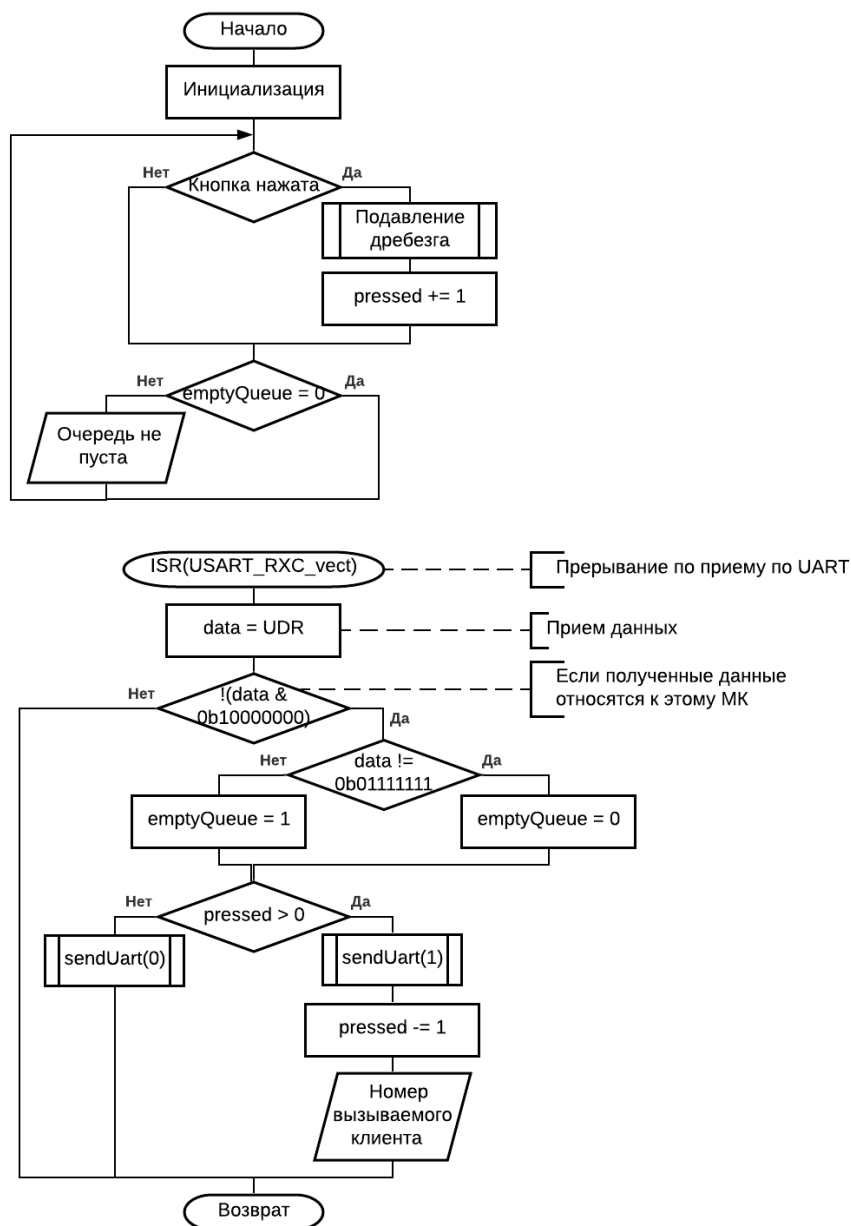 Начало
Инициализация
Нет
Кнопка нажата
Да
Подавление
дребезга
pressed += 1
Нет
emptyQueue = 0
Да
Очередь не
пуста
ISR(USART_RXC_vect)
Прерывание по приему по UART
data = UDR
Прием данных
Нет
!(data &
0b10000000)
Если полученные данные
относятся к этому МК
Да
Нет
data !=
0b01111111
Да
emptyQueue = 1
emptyQueue = 0
Нет
pressed > 0
Да
sendUart(0)
sendUart(1)
pressed -= 1
Номер
вызываемого
клиента
Возврат